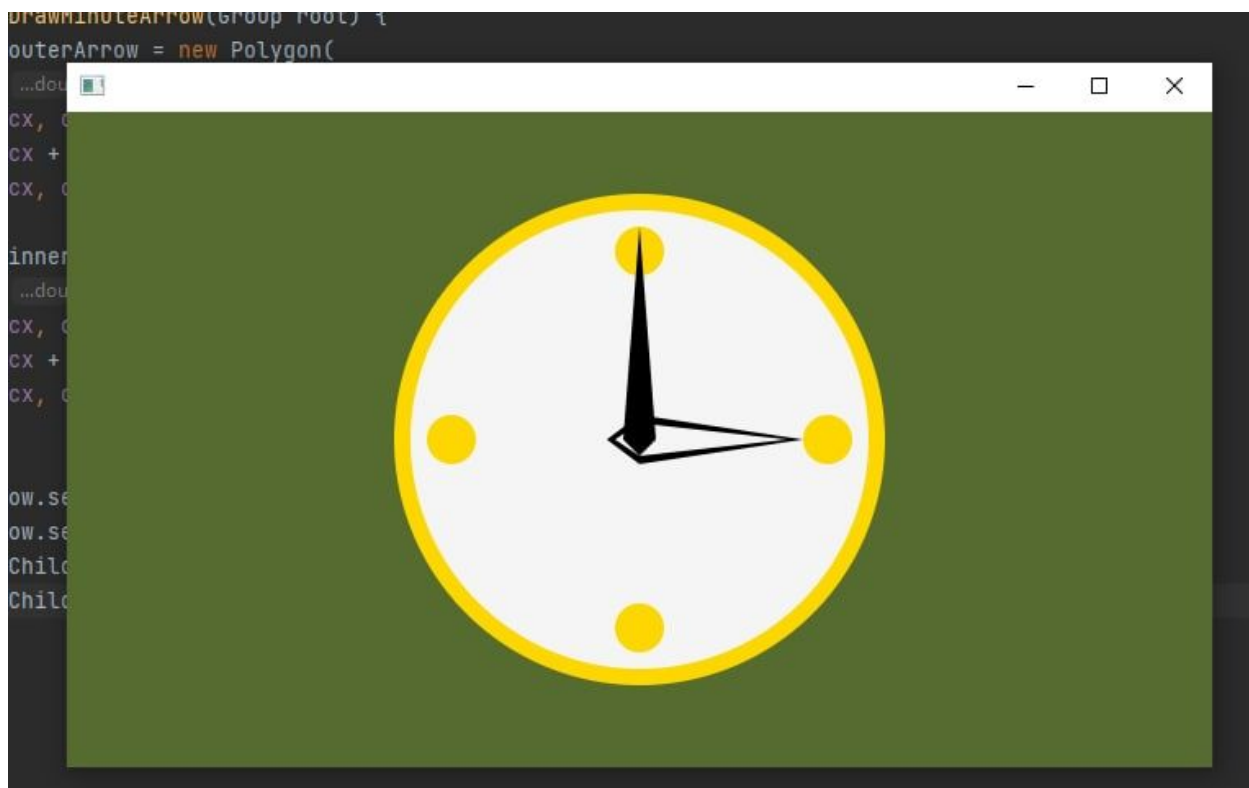 DrawMinuteArrow(Group root) {
outerArrow = new Polygon(
...dou
cx,
cx +
cx,
inner
...dou
cx,
cx +
cx,
ow.se
ow.se
Child
Child